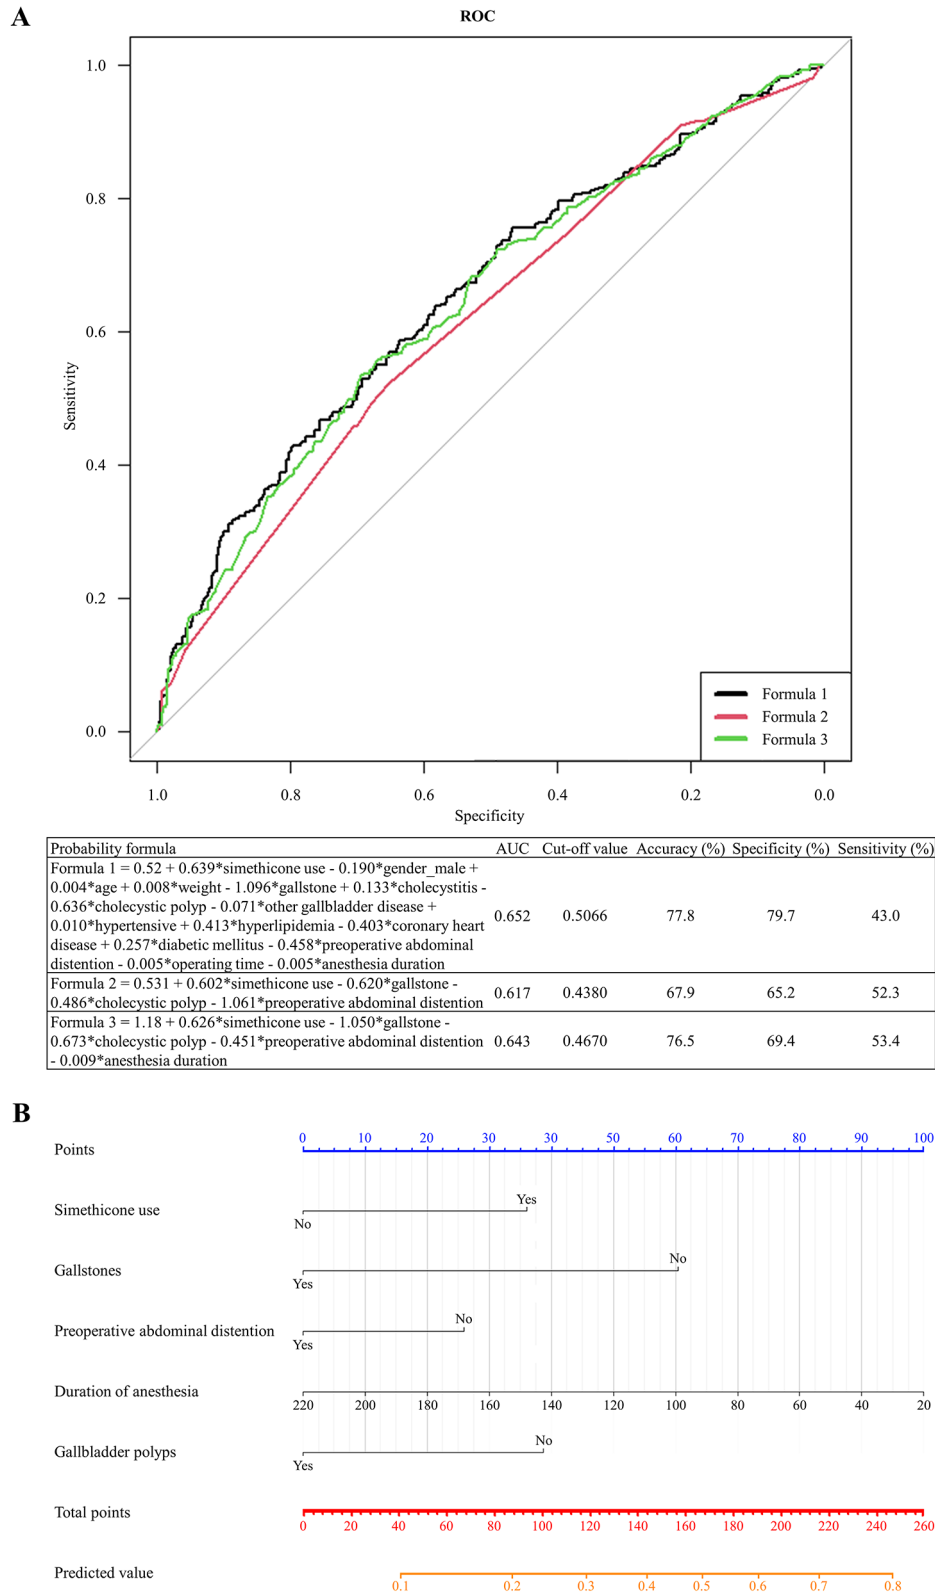 A
ROC
1.0
0.8
0.6
0.4
0.2
0.0
Sensitivity
Formula 1
Formula 2
Formula 3
1.0 0.8 0.6 0.4 0.2 0.0
Specificity
Probability formula AUC Cut-off value Accuracy (%) Specificity (%) Sensitivity (%)
Formula 1 = 0.52 + 0.639*simethicone use - 0.190*gender_male +
0.004*age + 0.008*weight - 1.096*gallstone + 0.133*cholecystitis -
0.636*cholecystic polyp - 0.071*other gallbladder disease +
0.010*hypertensive + 0.413*hyperlipidemia - 0.403*coronary heart
disease + 0.257*diabetic mellitus - 0.458*preoperative abdominal
distention - 0.005*operating time - 0.005*anesthesia duration
0.652 0.5066 77.8 79.7 43.0
Formula 2 = 0.531 + 0.602*simethicone use - 0.620*gallstone -
0.486*cholecystic polyp - 1.061*preoperative abdominal distention
0.617 0.4380 67.9 65.2 52.3
Formula 3 = 1.18 + 0.626*simethicone use - 1.050*gallstone -
0.673*cholecystic polyp - 0.451*preoperative abdominal distention
- 0.009*anesthesia duration
0.643 0.4670 76.5 69.4 53.4
B
Points 0 10 20 30 30 50 60 70 80 90 100
Simethicone use No Yes
Gallstones Yes No
Preoperative abdominal distention Yes No
Duration of anesthesia 220 200 180 160 140 120 100 80 60 40 20
Gallbladder polyps Yes No
Total points 0 20 40 60 80 100 120 140 160 180 200 220 240 260
Predicted value 0.1 0.2 0.3 0.4 0.5 0.6 0.7 0.8